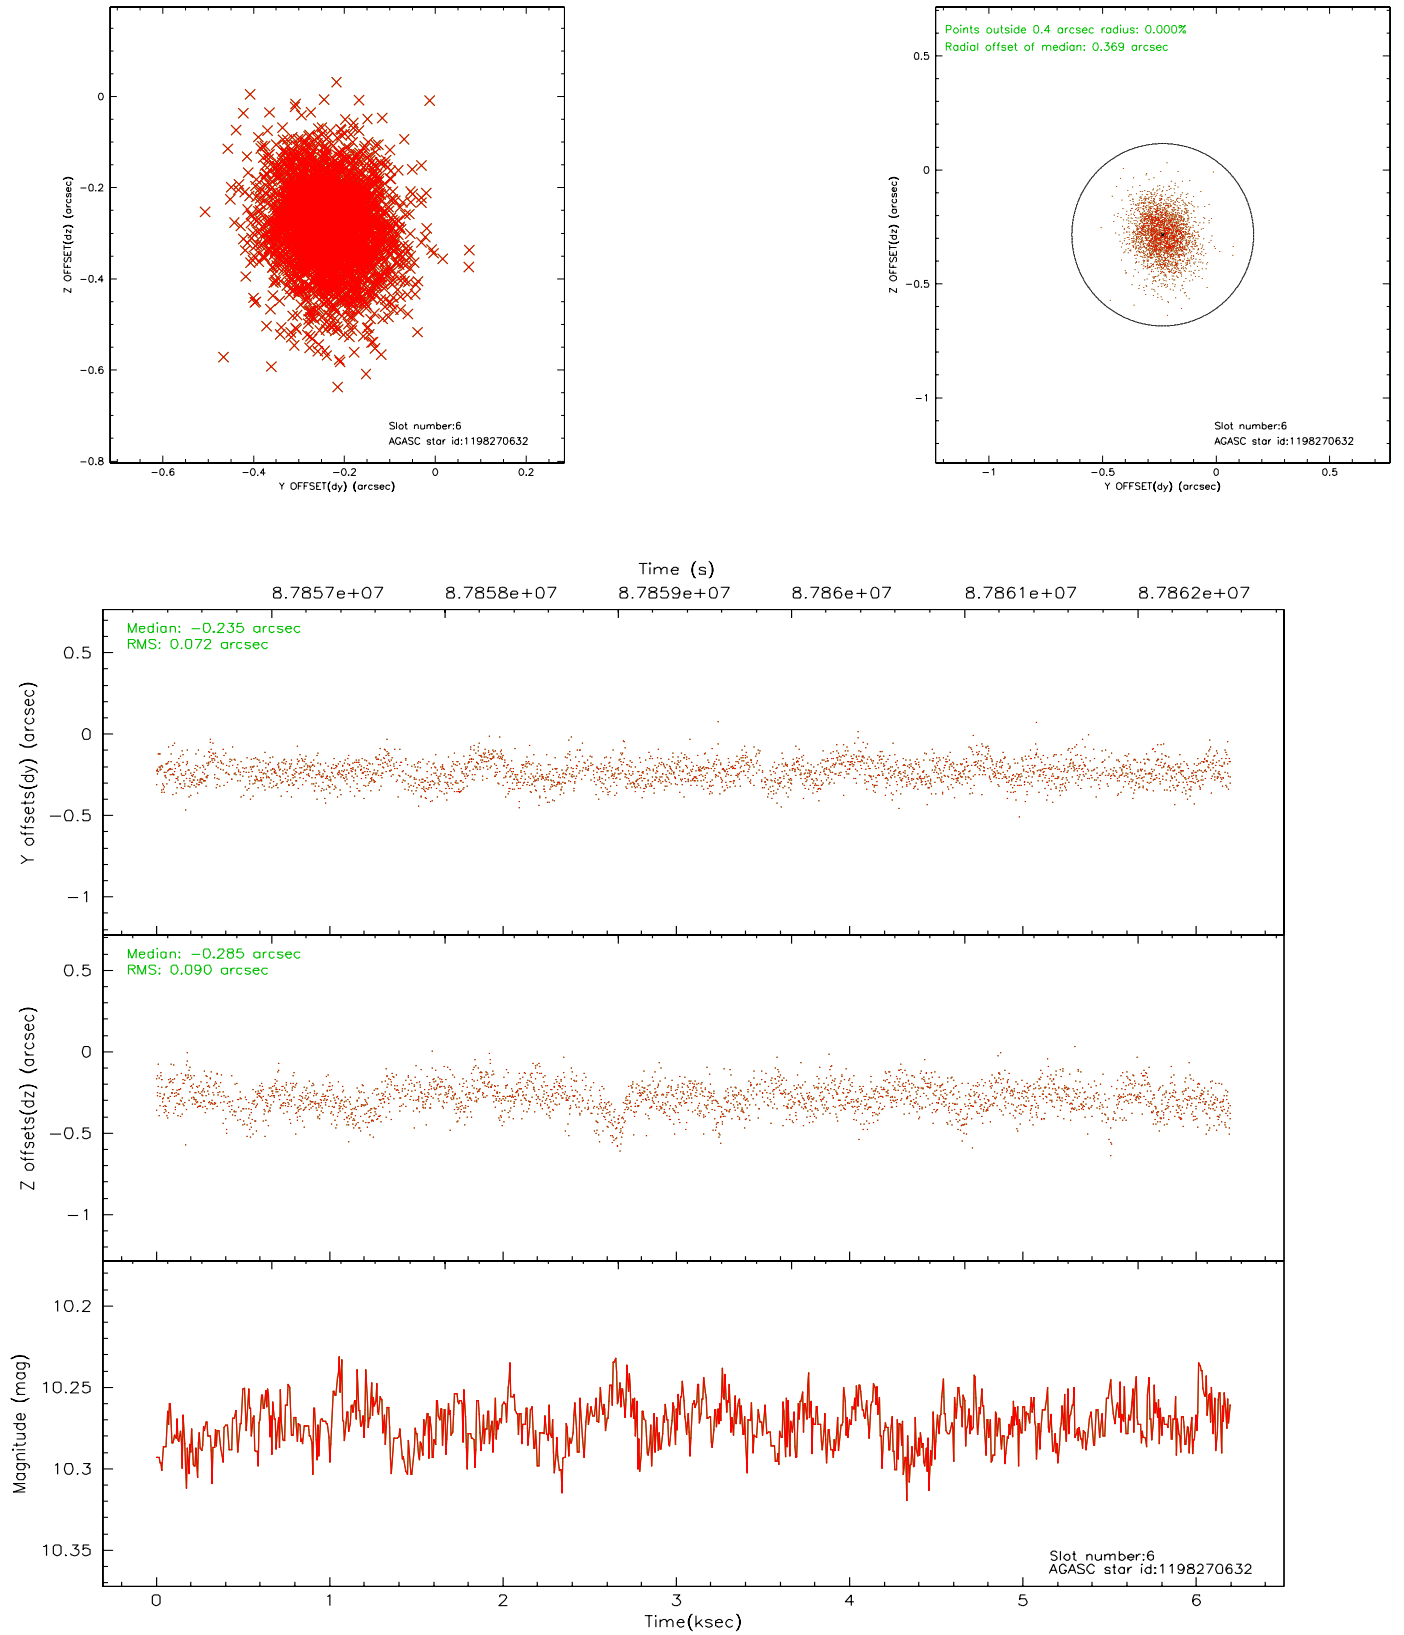 0
−0.2
−0.4
−0.6
−0.8
Z OFFSET(dz) (arcsec)
Slot number:6
AGASC star id:1198270632
−0.6
−0.4
−0.2
0
0.2
Y OFFSET(dy) (arcsec)
Points outside 0.4 arcsec radius: 0.000%
Radial offset of median: 0.369 arcsec
0.5
0
−0.5
−1
Z OFFSET(dz) (arcsec)
Slot number:6
AGASC star id:1198270632
−1
−0.5
0
0.5
Y OFFSET(dy) (arcsec)
Time (s)
8.7857e+07
8.7858e+07
8.7859e+07
8.786e+07
8.7861e+07
8.7862e+07
Median: −0.235 arcsec
RMS: 0.072 arcsec
0.5
0
−0.5
−1
Y offsets(dy) (arcsec)
Median: −0.285 arcsec
RMS: 0.090 arcsec
0.5
0
−0.5
−1
Z offsets(dz) (arcsec)
10.2
10.25
10.3
10.35
Magnitude (mag)
Slot number:6
AGASC star id:1198270632
0
1
2
3
4
5
6
Time(ksec)